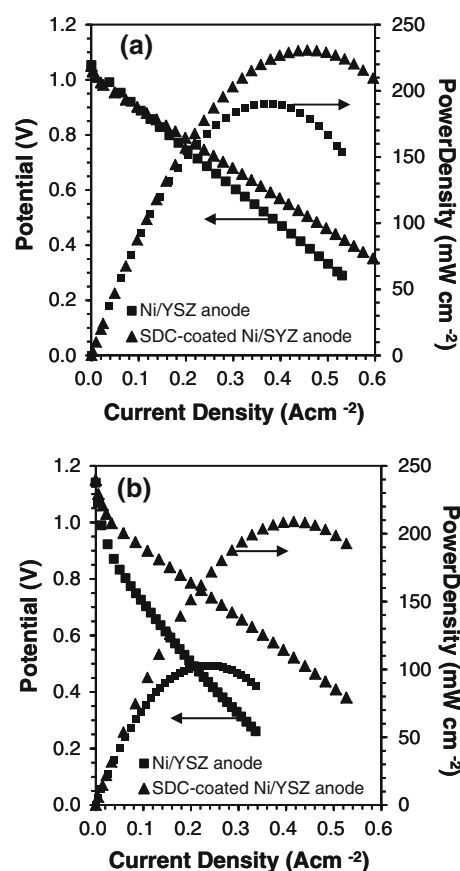 (a)
1.2
1.0
0.8
0.6
0.4
0.2
0.0
Potential (V)
250
200
150
100
50
0
PowerDensity (mW cm -2)
Ni/YSZ anode
SDC-coated Ni/SYZ anode
0.0 0.1 0.2 0.3 0.4 0.5 0.6
Current Density (Acm -2)
(b)
1.2
1.0
0.8
0.6
0.4
0.2
0.0
Potential (V)
250
200
150
100
50
0
PowerDensity (mW cm -2)
Ni/YSZ anode
SDC-coated Ni/YSZ anode
0.0 0.1 0.2 0.3 0.4 0.5 0.6
Current Density (Acm -2)